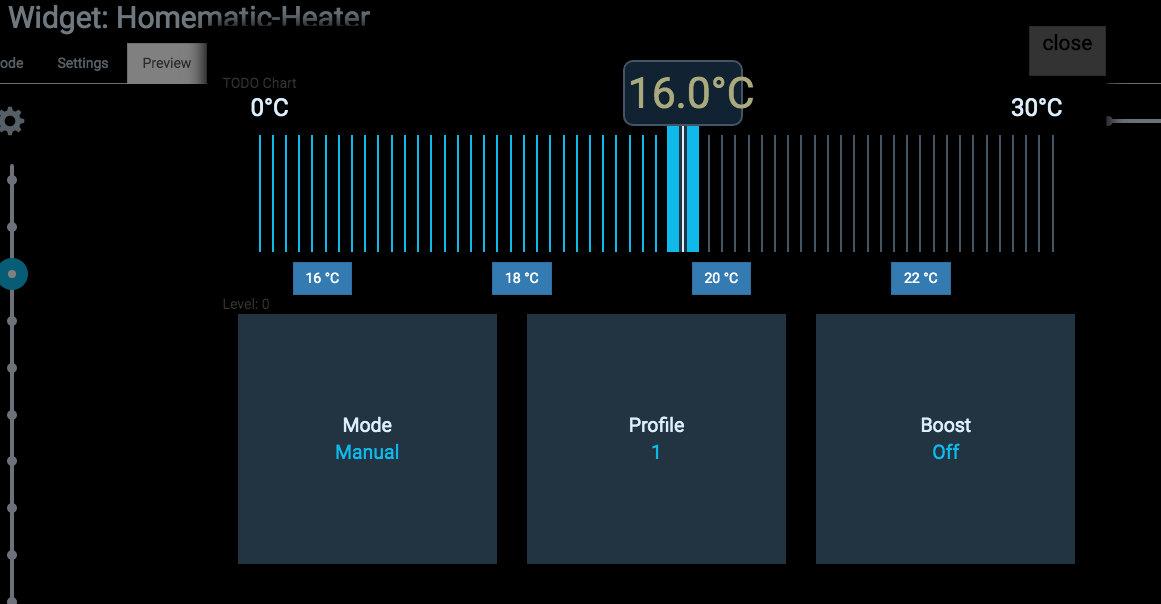 Widget: Homematic-Heater
close
ode
Settings
Preview
TODO Chart
16.0°C
0°C
30°C
16 °C
18 °C
20 °C
22 °C
Level: 0
Mode
Manual
Profile
1
Boost
Off